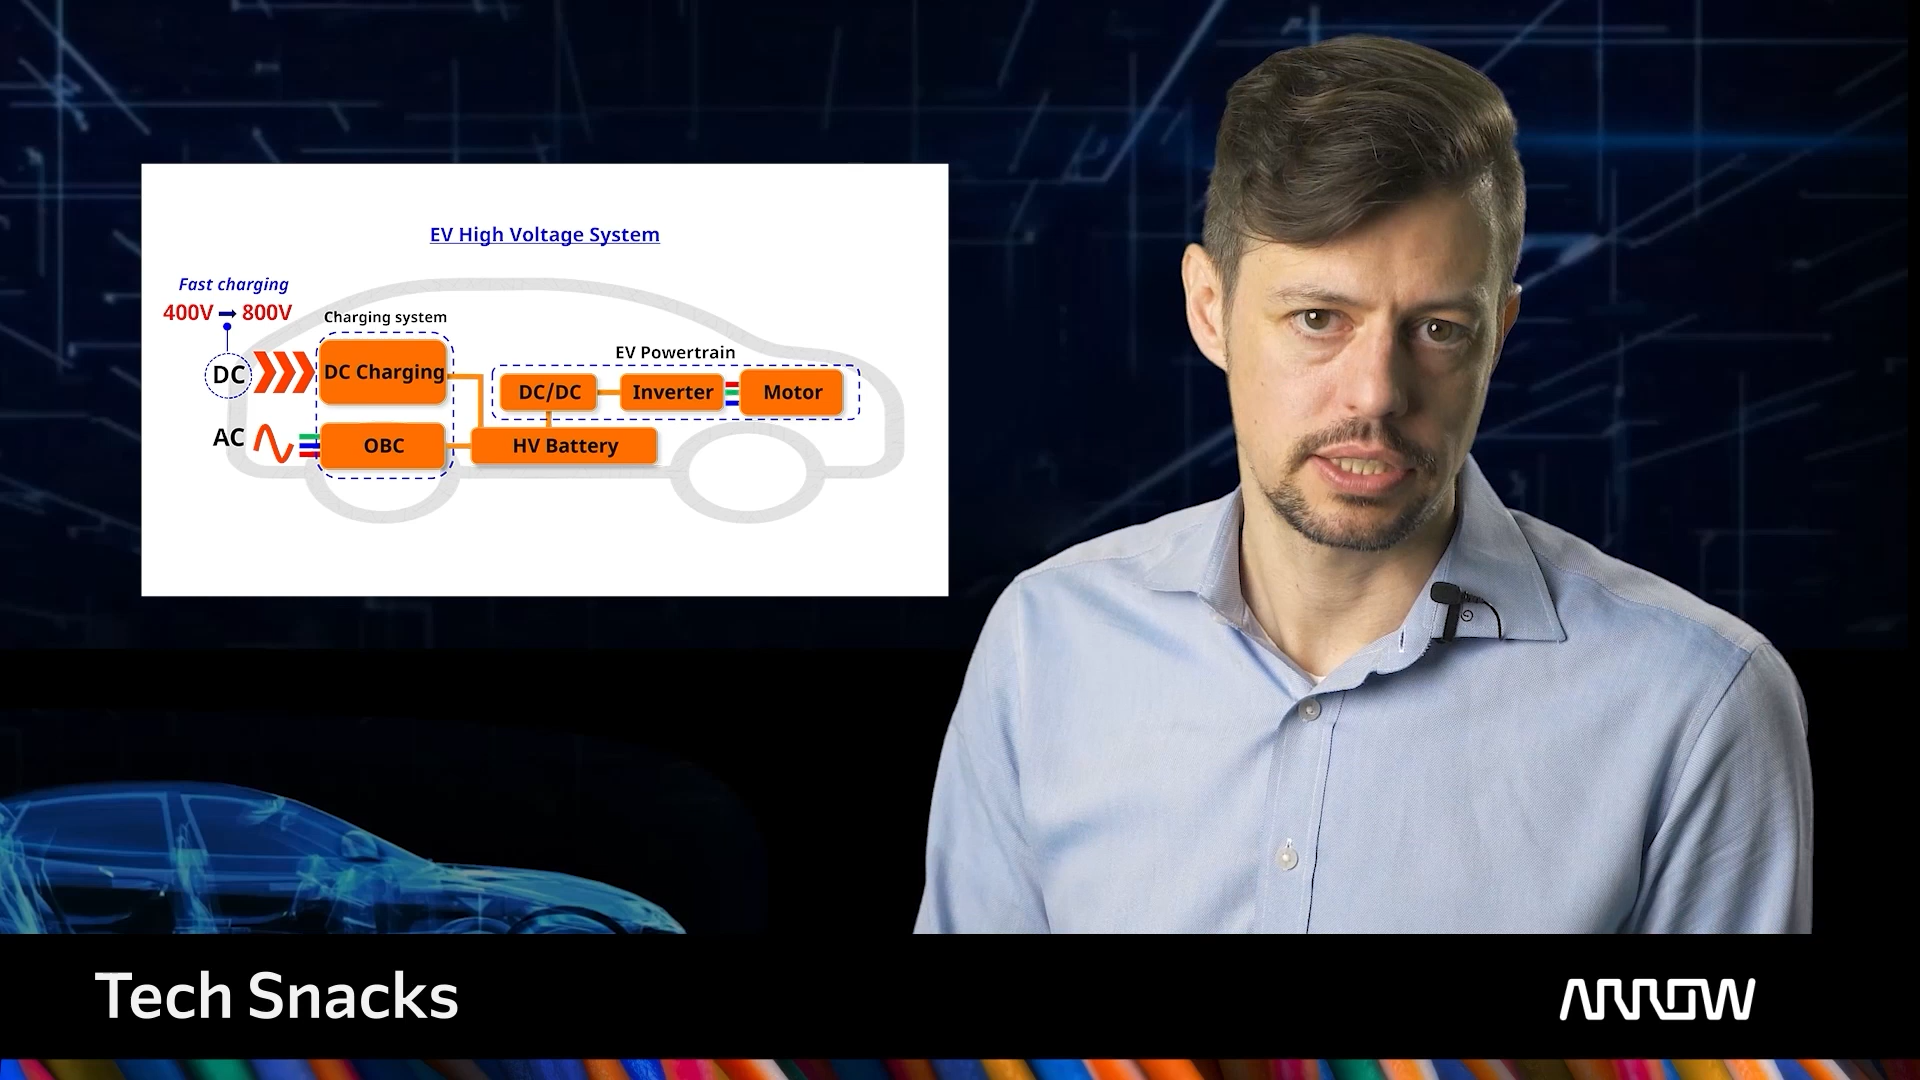 EV High Voltage System
Fast charging
400V → 800V
Charging system
DC
DC Charging
EV Powertrain
DC/DC
Inverter
Motor
AC
OBC
HV Battery
Tech Snacks
ARROW